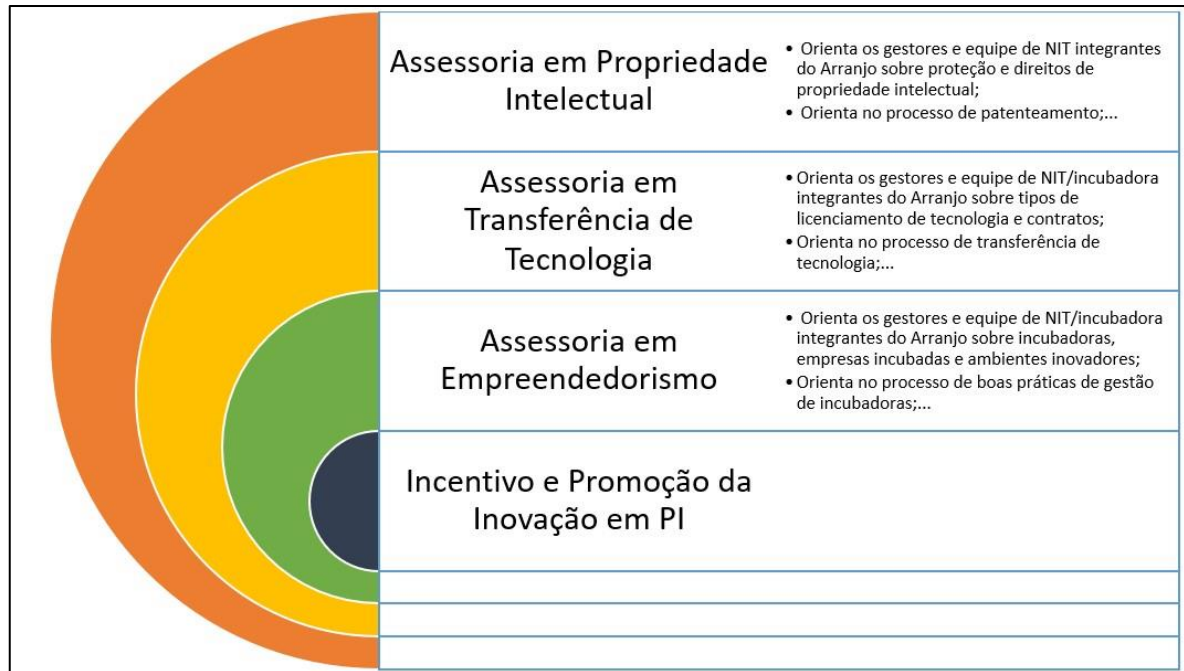 Assessoria em Propriedade
Intelectual
• Orienta os gestores e equipe de NIT integrantes
do Arranjo sobre proteção e direitos de
propriedade intelectual;
• Orienta no processo de patenteamento;...
Assessoria em
Transferência de
Tecnologia
•Orienta os gestores e equipe de NIT/incubadora
integrantes do Arranjo sobre tipos de
licenciamento de tecnologia e contratos;
•Orienta no processo de transferência de
tecnologia;...
Assessoria em
Empreendedorismo
• Orienta os gestores e equipe de NIT/incubadora
integrantes do Arranjo sobre incubadoras,
empresas incubadas e ambientes inovadores;
•Orienta no processo de boas práticas de gestão
de incubadoras;...
Incentivo e Promoção da
Inovação em PI